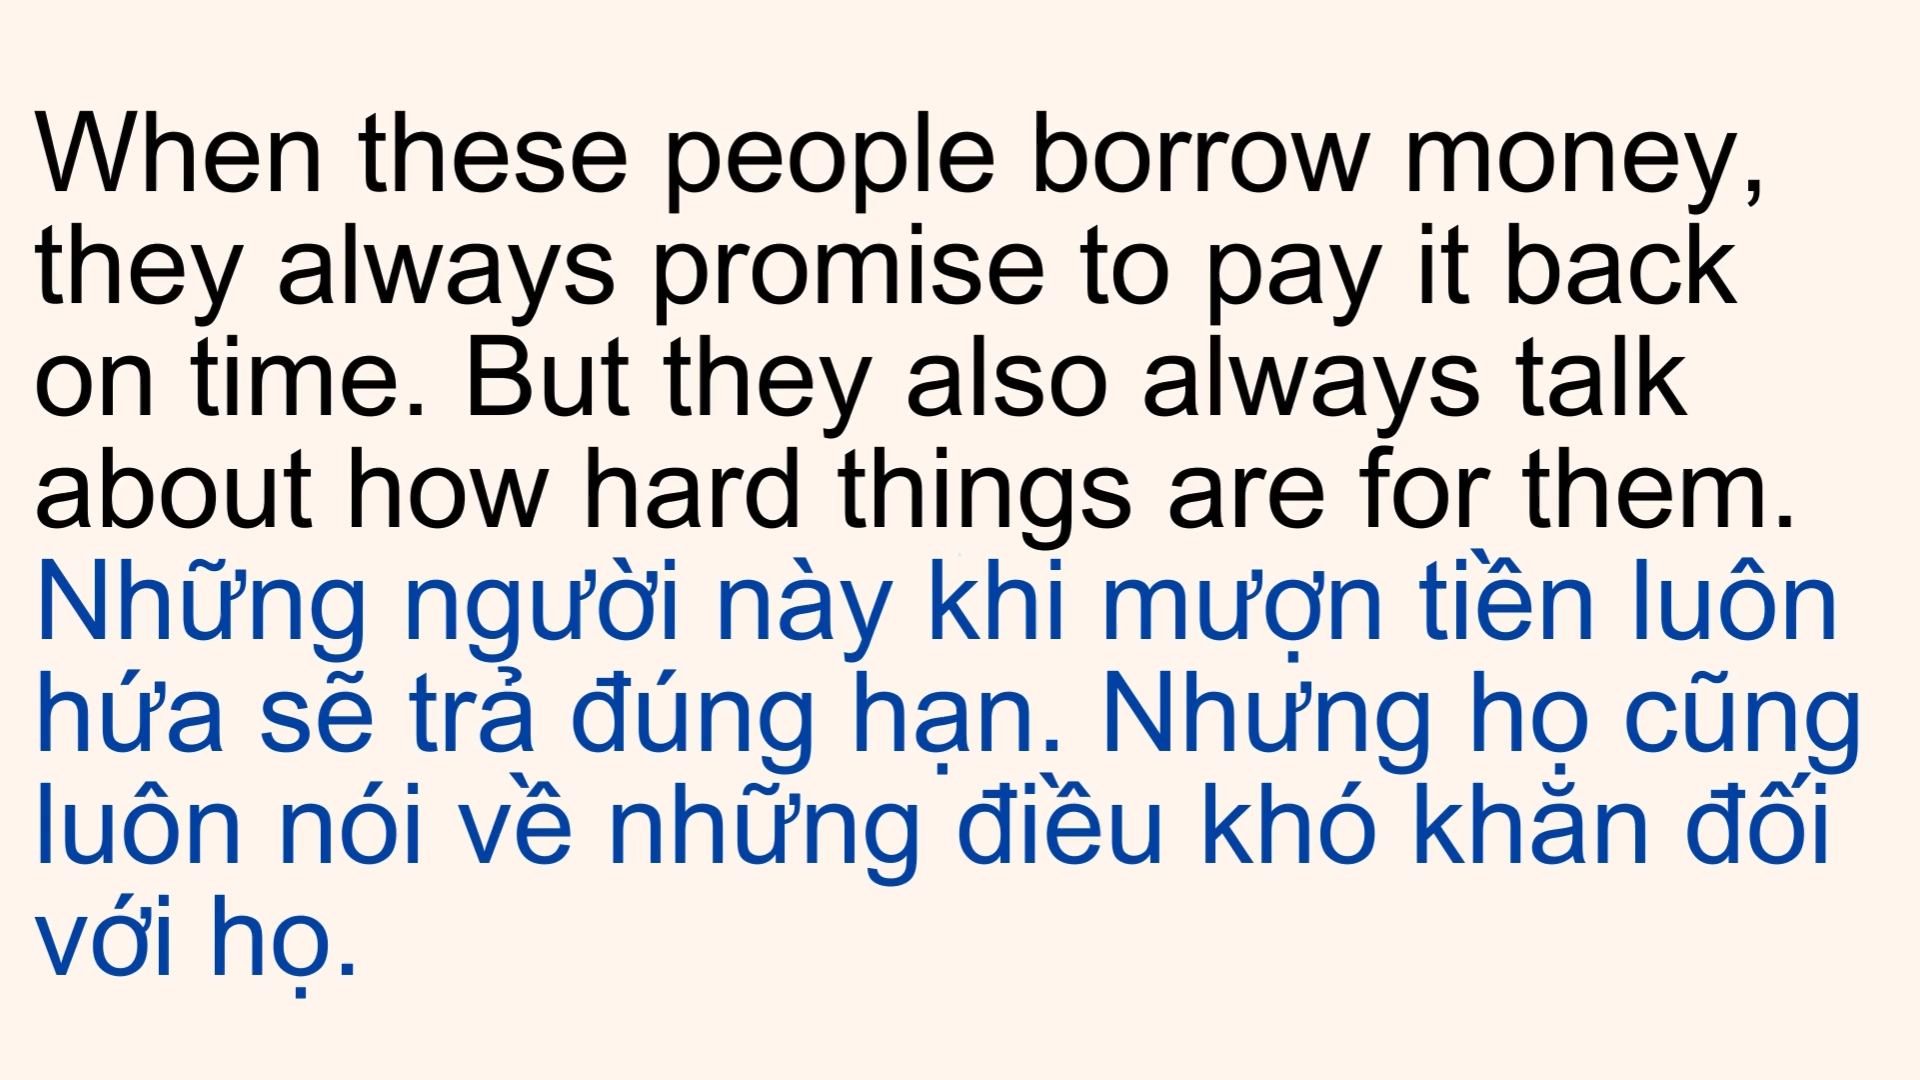 When these people borrow money,
they always promise to pay it back
on time. But they also always talk
about how hard things are for them.
Những người này khi mượn tiền luôn
hứa sẽ trả đúng hạn. Nhưng họ cũng
luôn nói về những điều khó khăn đối
với họ.